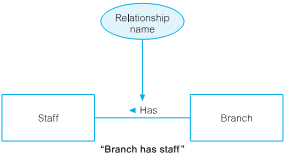 Relationship
name
◄ Has
Staff
Branch
“Branch has staff”